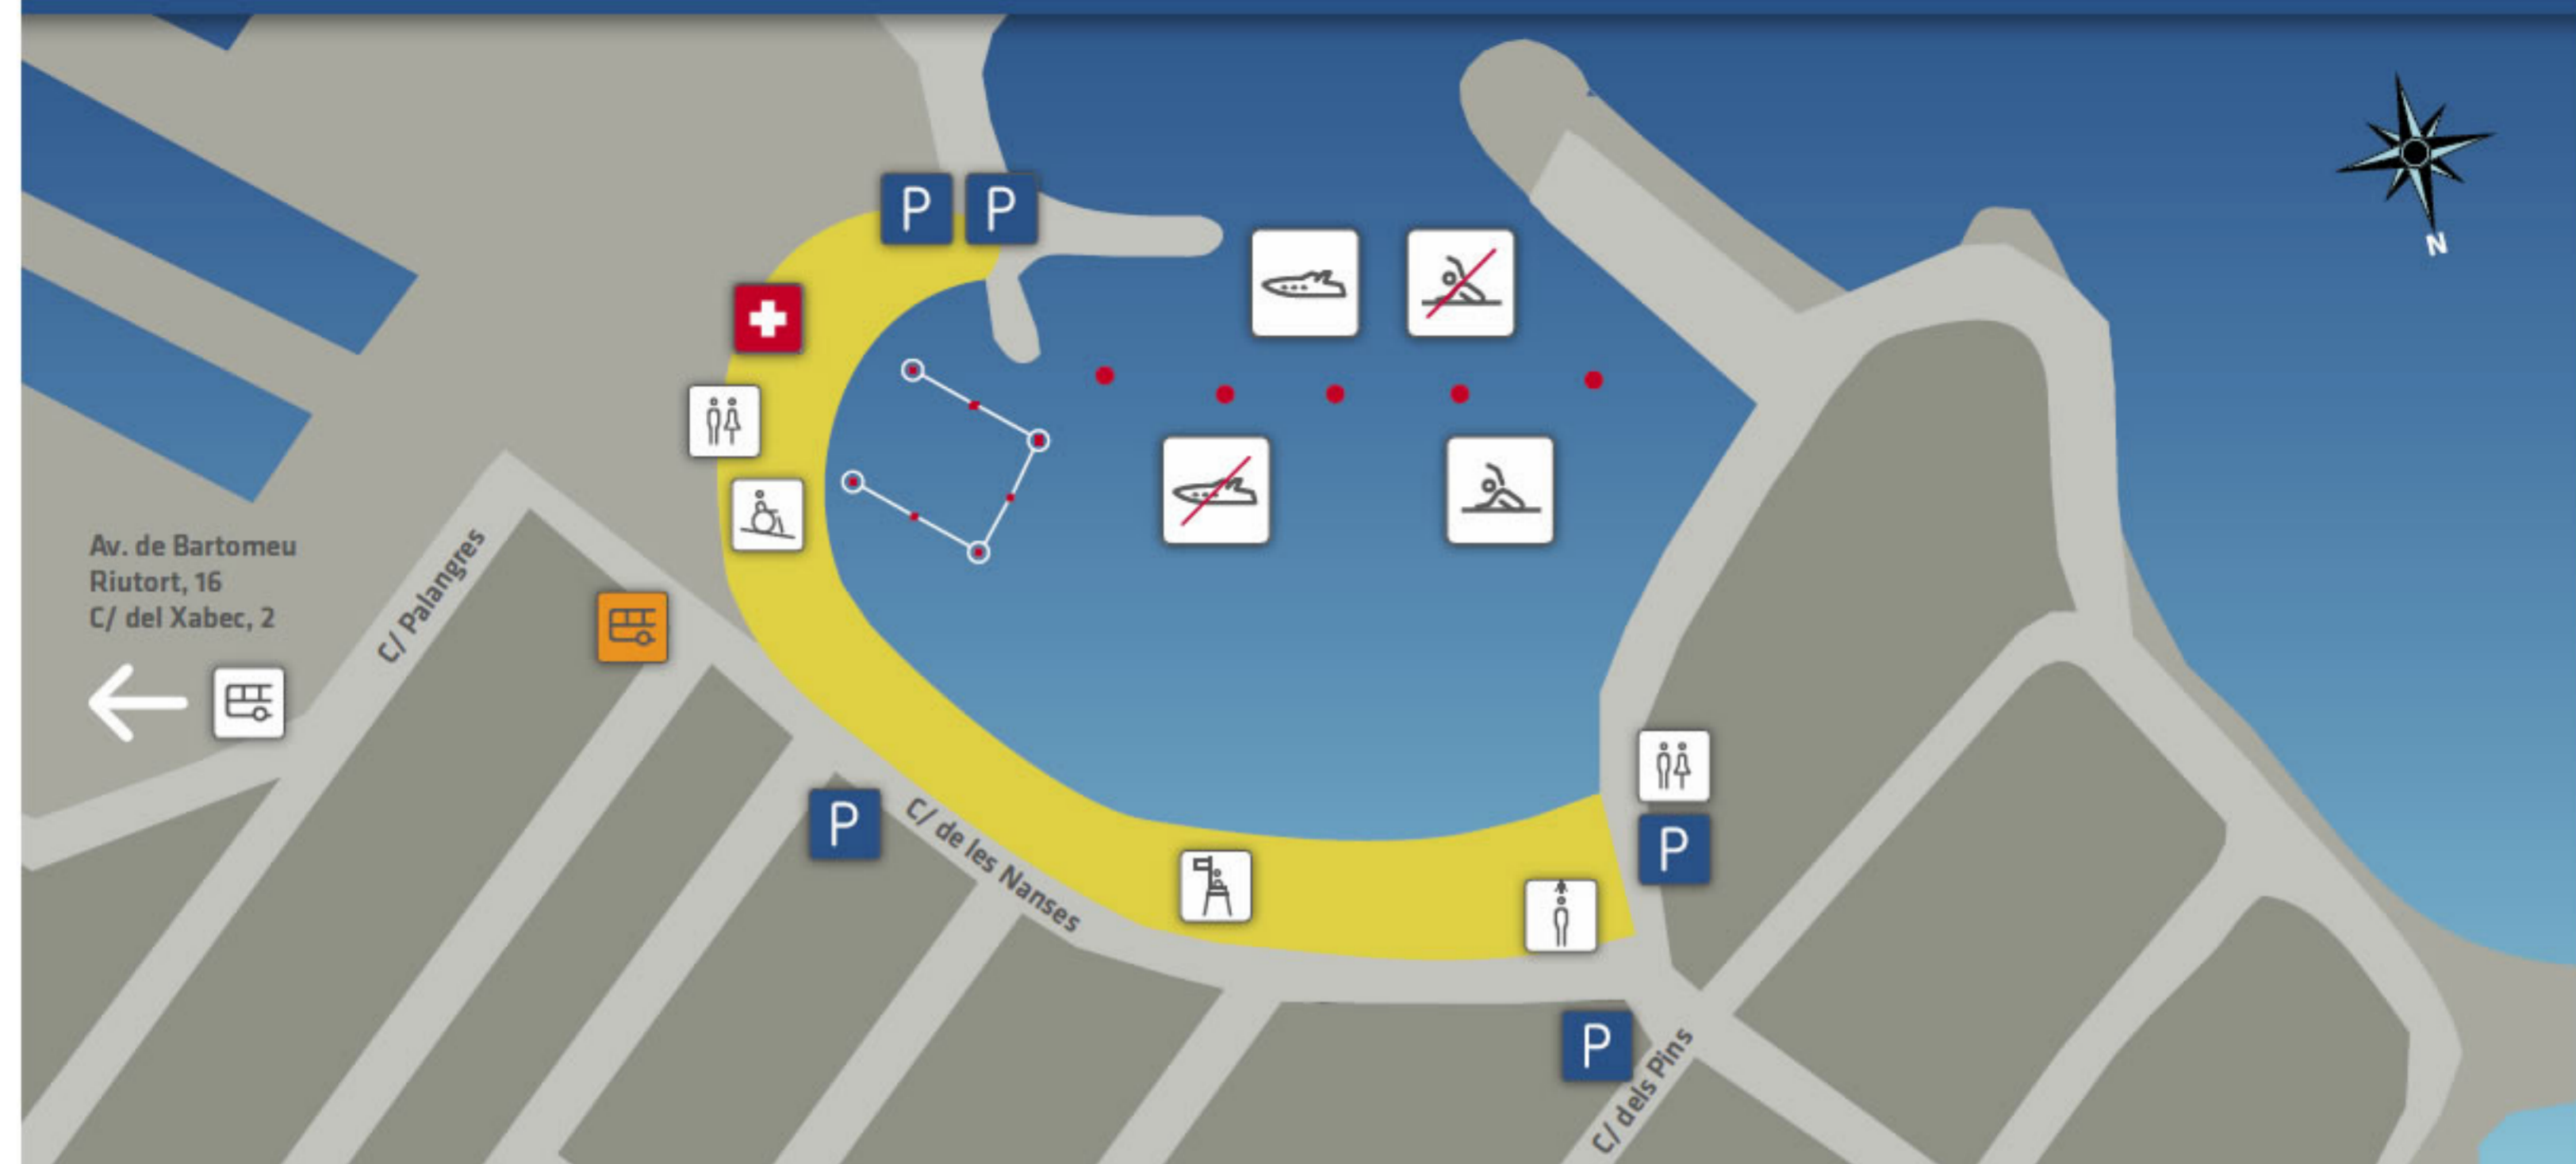 P P
N
Av. de Bartomeu
Riutort, 16
C/ del Xabec, 2
C/ Palangres
P
C/ de les Nanses
P
P
C/ dels Pins